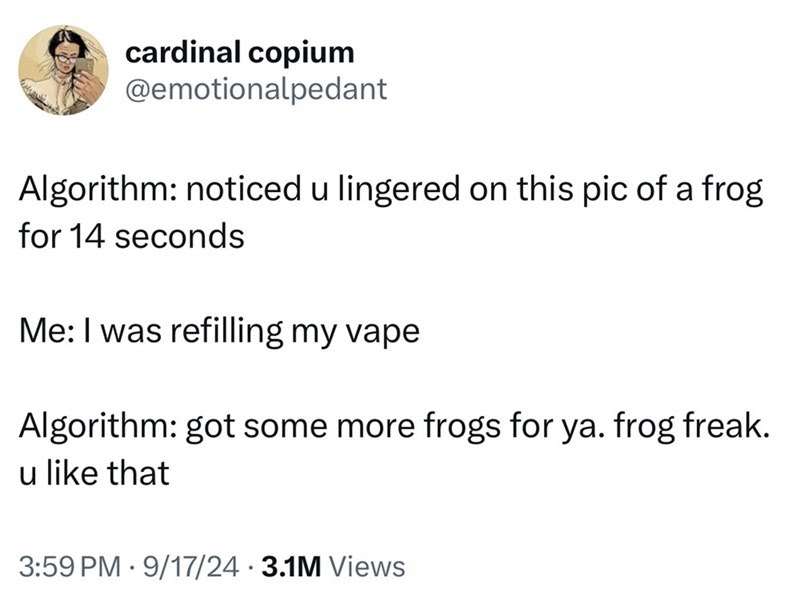 cardinal copium
@emotionalpedant
Algorithm: noticed u lingered on this pic of a frog
for 14 seconds
Me: I was refilling my vape
Algorithm: got some more frogs for ya. frog freak.
u like that
3:59 PM · 9/17/24 · 3.1M Views